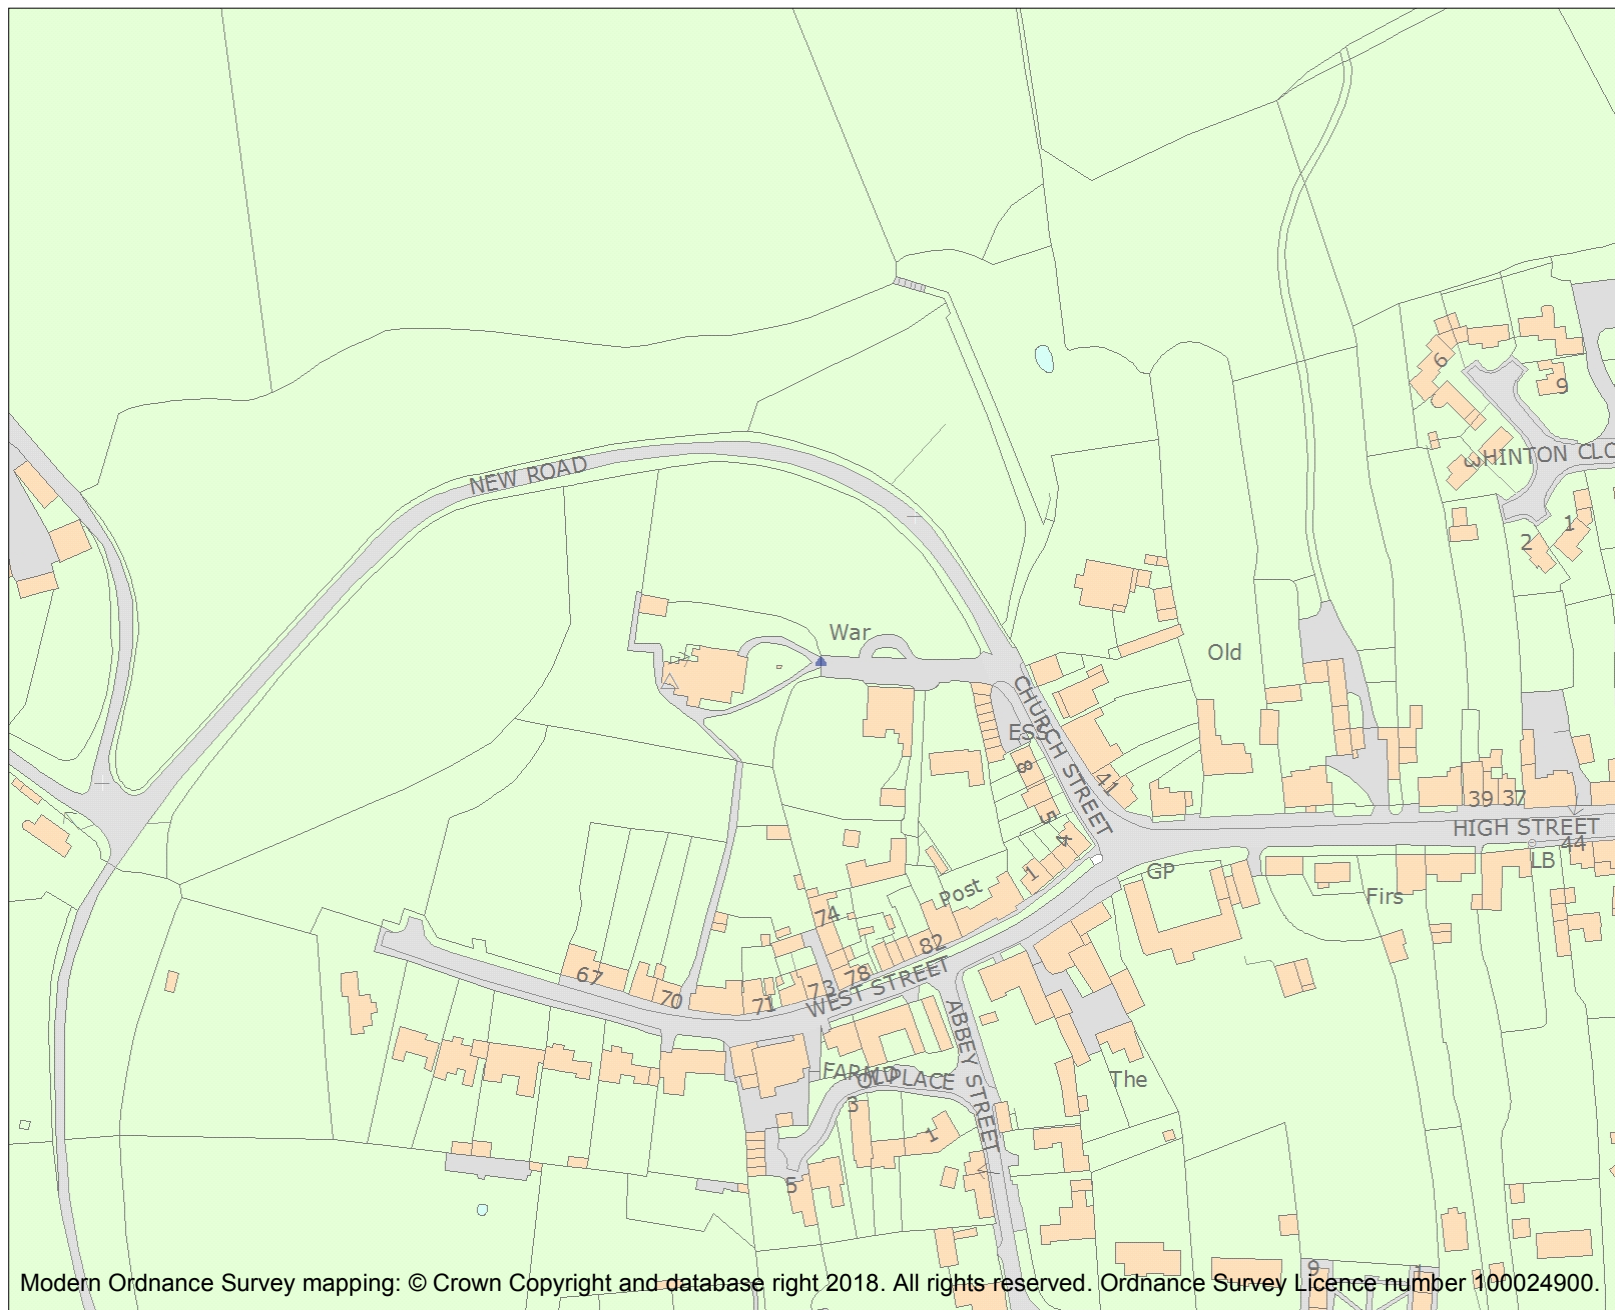 6
9
NEW ROAD
WHINTON CLO
3
1
2
War
Old
CHURCH STREET
ESS
8
41
5
39
37
HIGH STREET
4
44
GP
LB
1
Post
Firs
74
82
67
78
WEST STREET
73
70
71
ABBEY STREET
FARM
OLD PLACE
The
3
1
5
9
1
10
Modern Ordnance Survey mapping: © Crown Copyright and database right 2018. All rights reserved. Ordnance Survey Licence number 100024900.